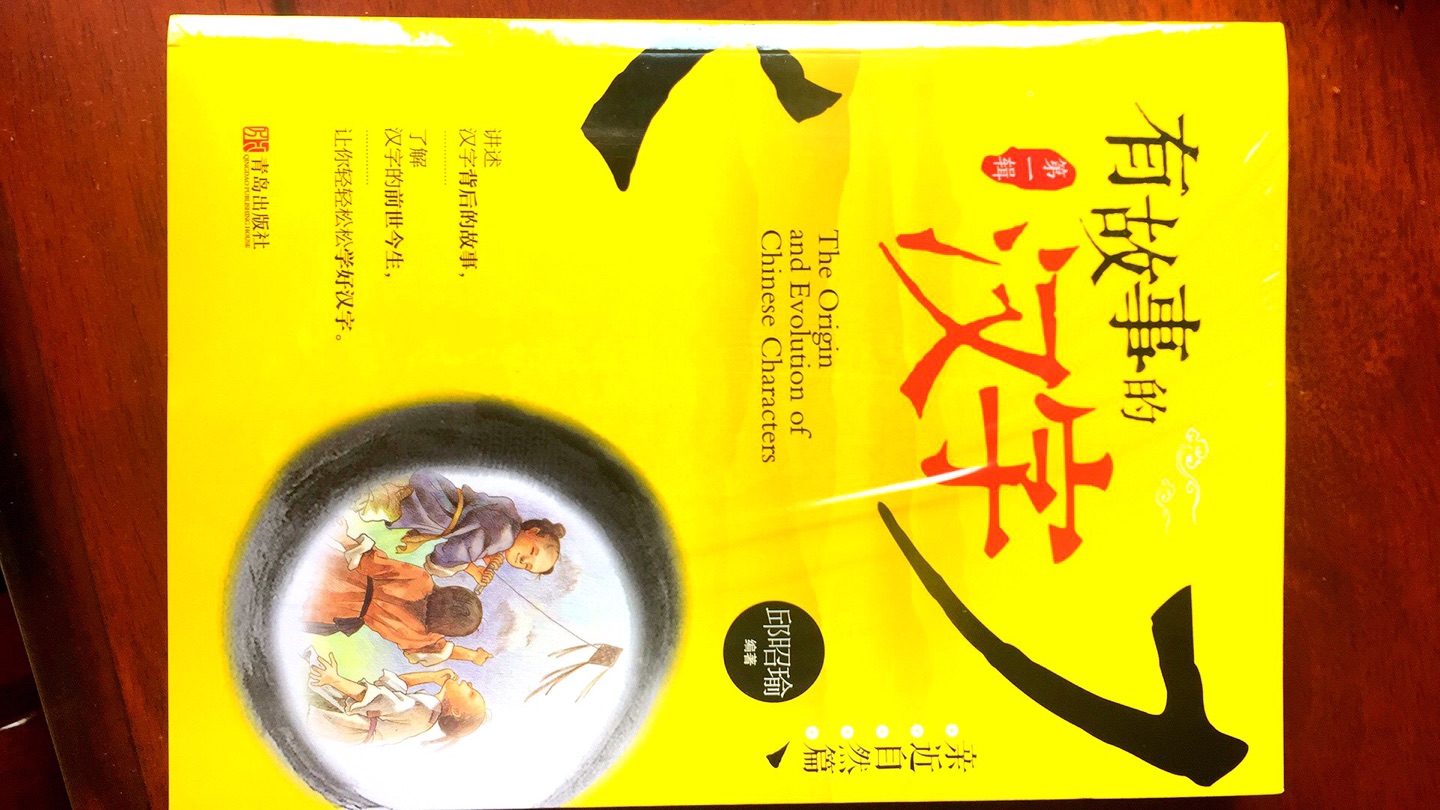 有故事的
汉字
第一辑
The Origin
and Evolution of
Chinese Characters
邱昭瑜
编著
亲近自然篇
讲述
汉字背后的故事，
了解
汉字的前世今生，
让你轻轻松松学好汉字。
青岛出版社
QINGDAO PUBLISHING HOUSE